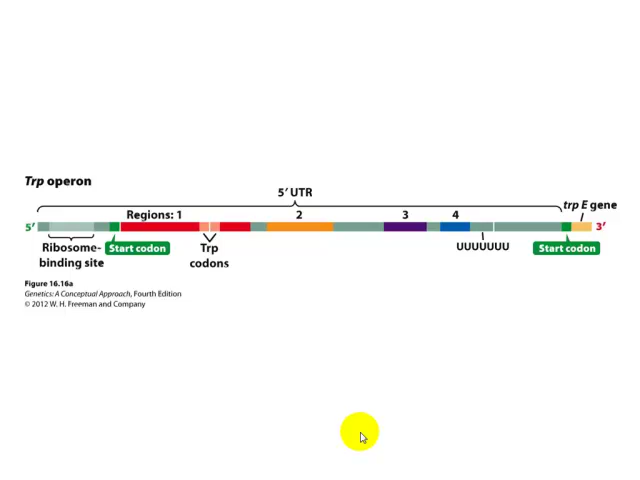 Trp operon
5′ UTR
trp E gene
Regions: 1 2 3 4
5′ 3′
Ribosome-binding site
Start codon
Trp codons
UUUUUUU
Start codon
Figure 16.16a
Genetics: A Conceptual Approach, Fourth Edition
© 2012 W. H. Freeman and Company